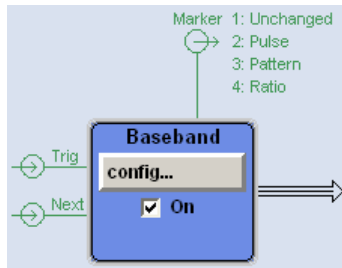 Marker 1: Unchanged
2: Pulse
3: Pattern
4: Ratio
Baseband
Trig
config...
Next
On